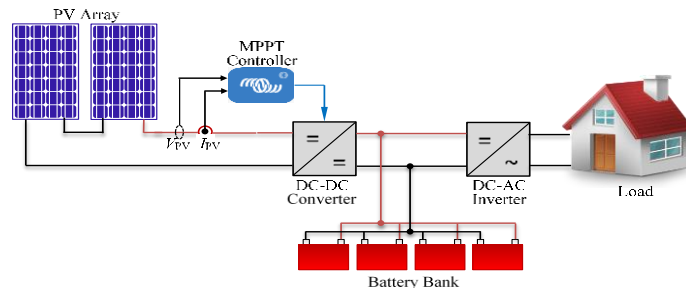 PV Array
MPPT
Controller
VPV
IPV
=
=
=
~
DC-DC
Converter
DC-AC
Inverter
Load
Battery Bank